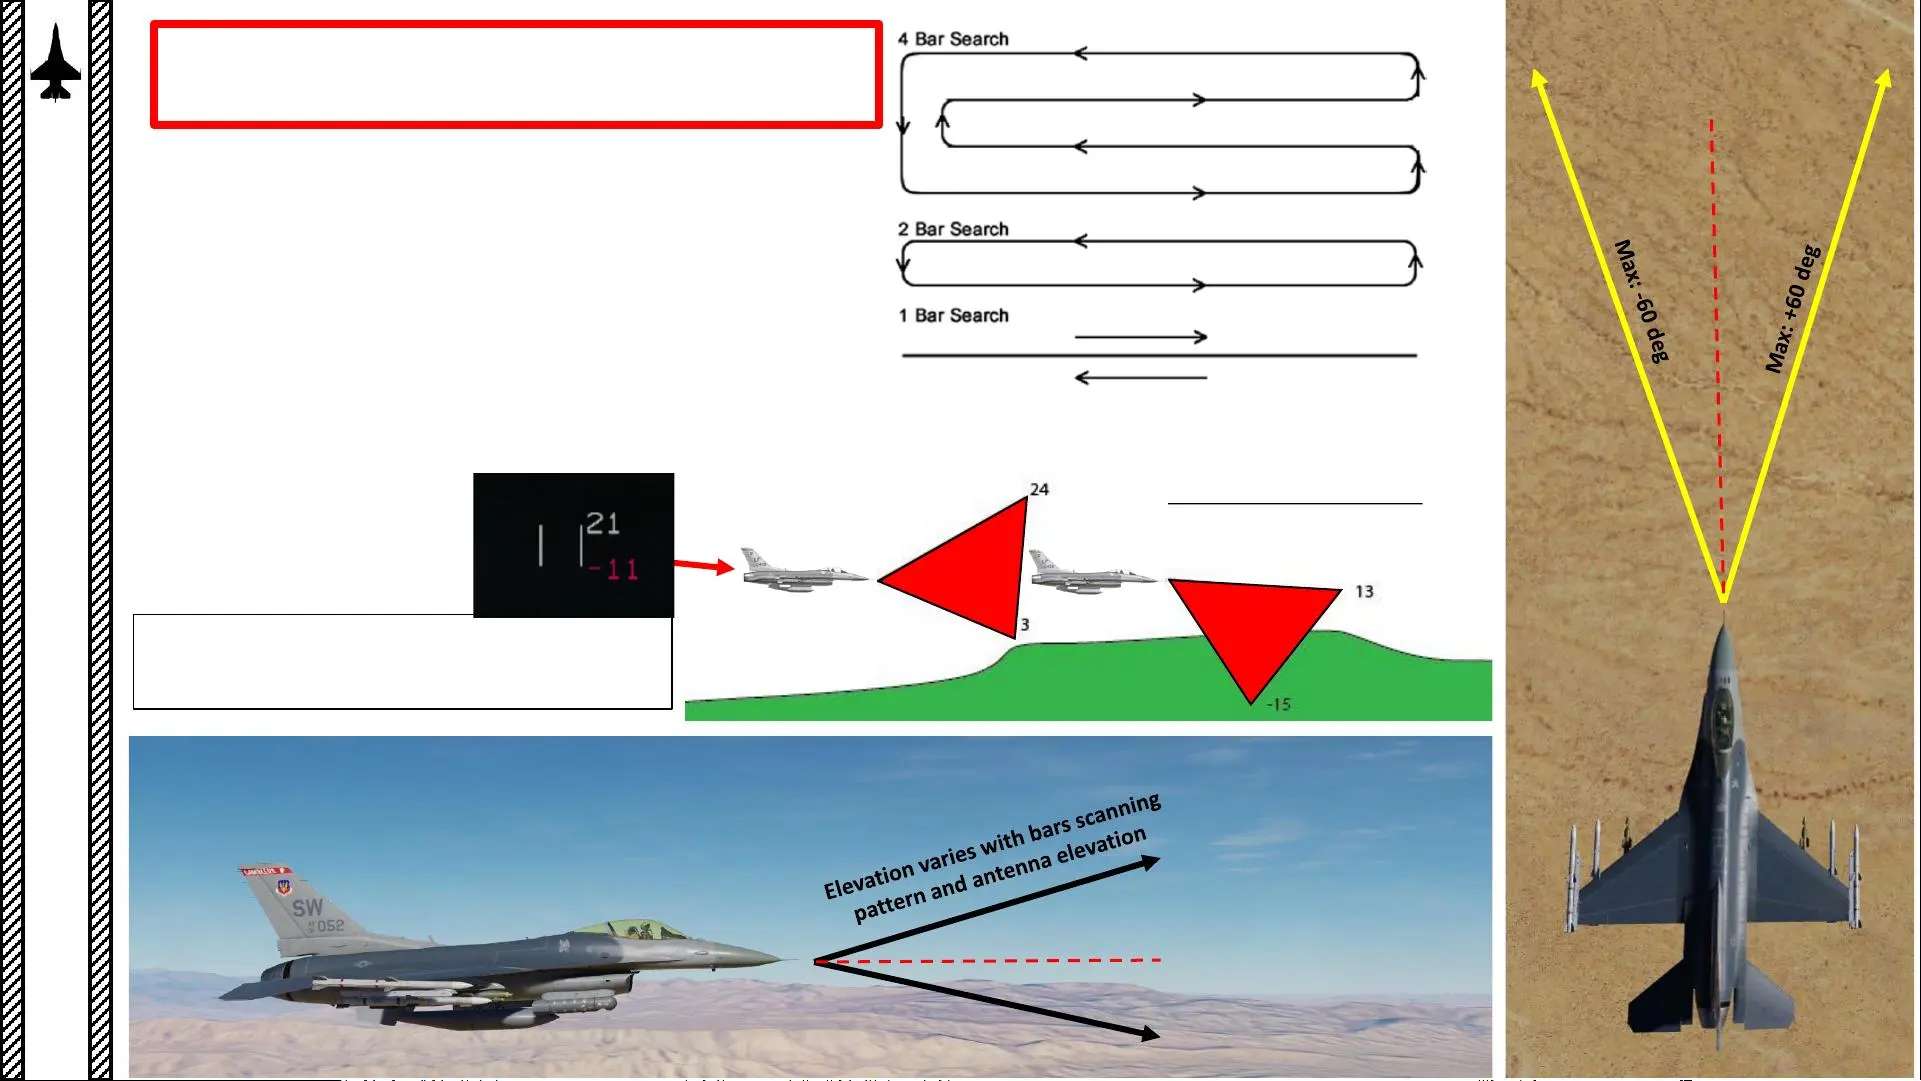 4 Bar Search
2 Bar Search
1 Bar Search
Max: -60 deg
Max: +60 deg
21
-11
24
3
13
-15
Elevation varies with bars scanning
pattern and antenna elevation
SW
052